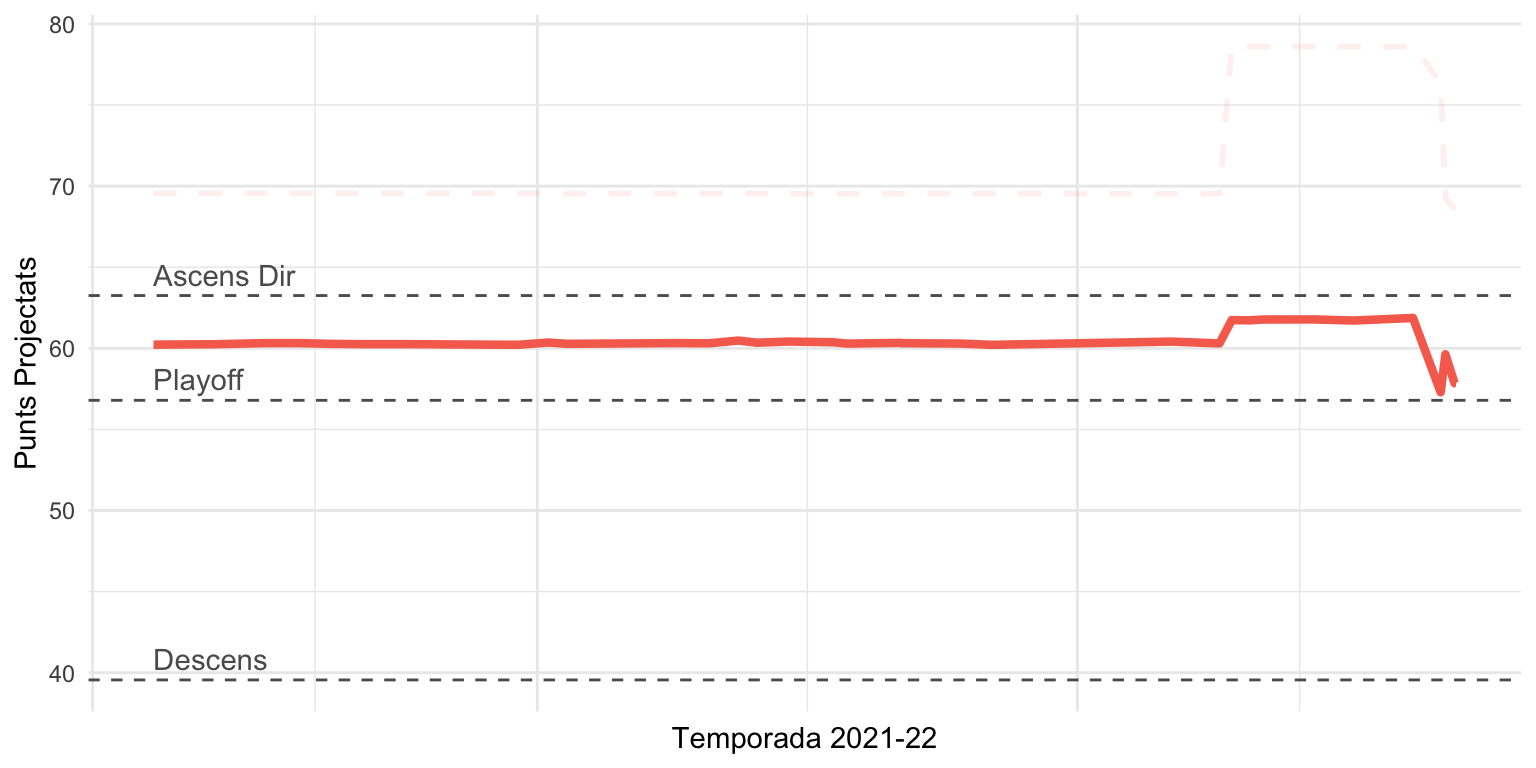 80
70
60
50
40
Punts Projectats
Ascens Dir
Playoff
Descens
Temporada 2021-22